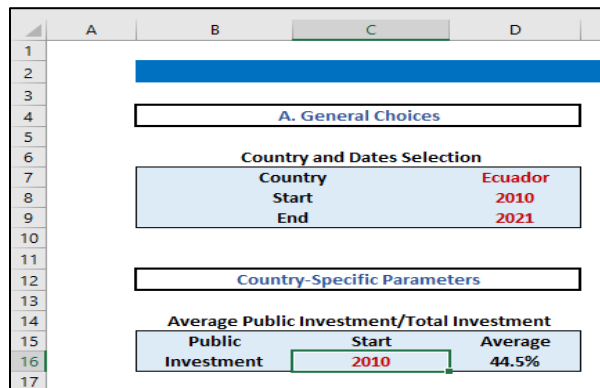 A B C D
1
2
3
4 A. General Choices
5
6 Country and Dates Selection
7 Country Ecuador
8 Start 2010
9 End 2021
10
11
12 Country-Specific Parameters
13
14 Average Public Investment/Total Investment
15 Public Start Average
16 Investment 2010 44.5%
17